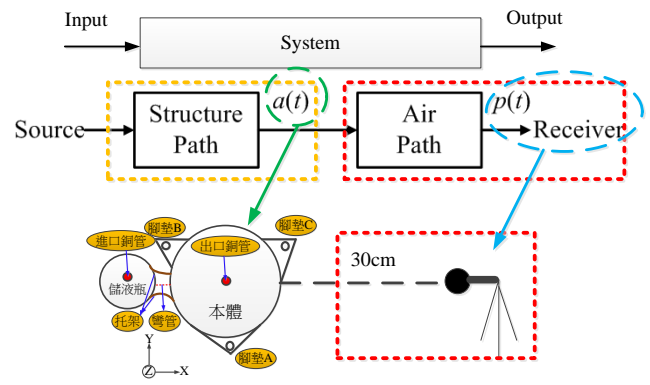 Input
Output
System
a(t)
p(t)
Structure
Path
Air
Path
Source
Receiver
腳墊B
腳墊C
進口銅管
出口銅管
30cm
儲液瓶
本體
托架
彎管
腳墊A
Y
Z
X